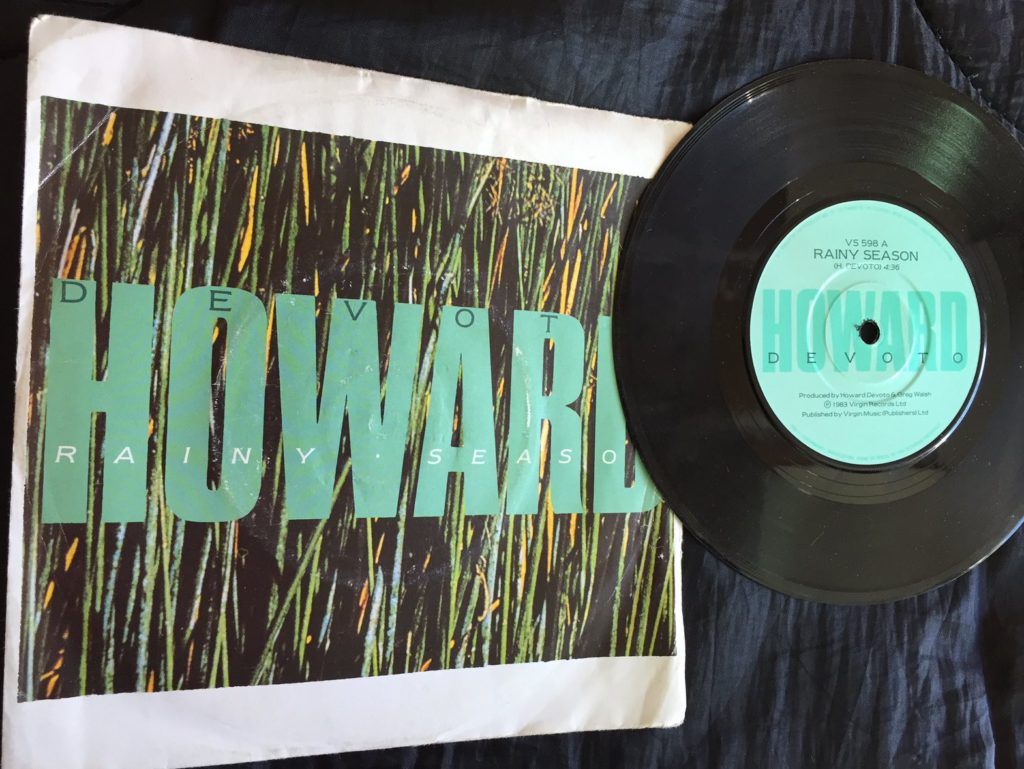 DEVOT
HOWARD
RAINY · SEASO
VS 598 A
RAINY SEASON
(H. DEVOTO) 4:36
HOWARD
DEVOTO
Produced by Howard Devoto & Greg Walsh
℗ 1983 Virgin Records Ltd
Published by Virgin Music (Publishers) Ltd